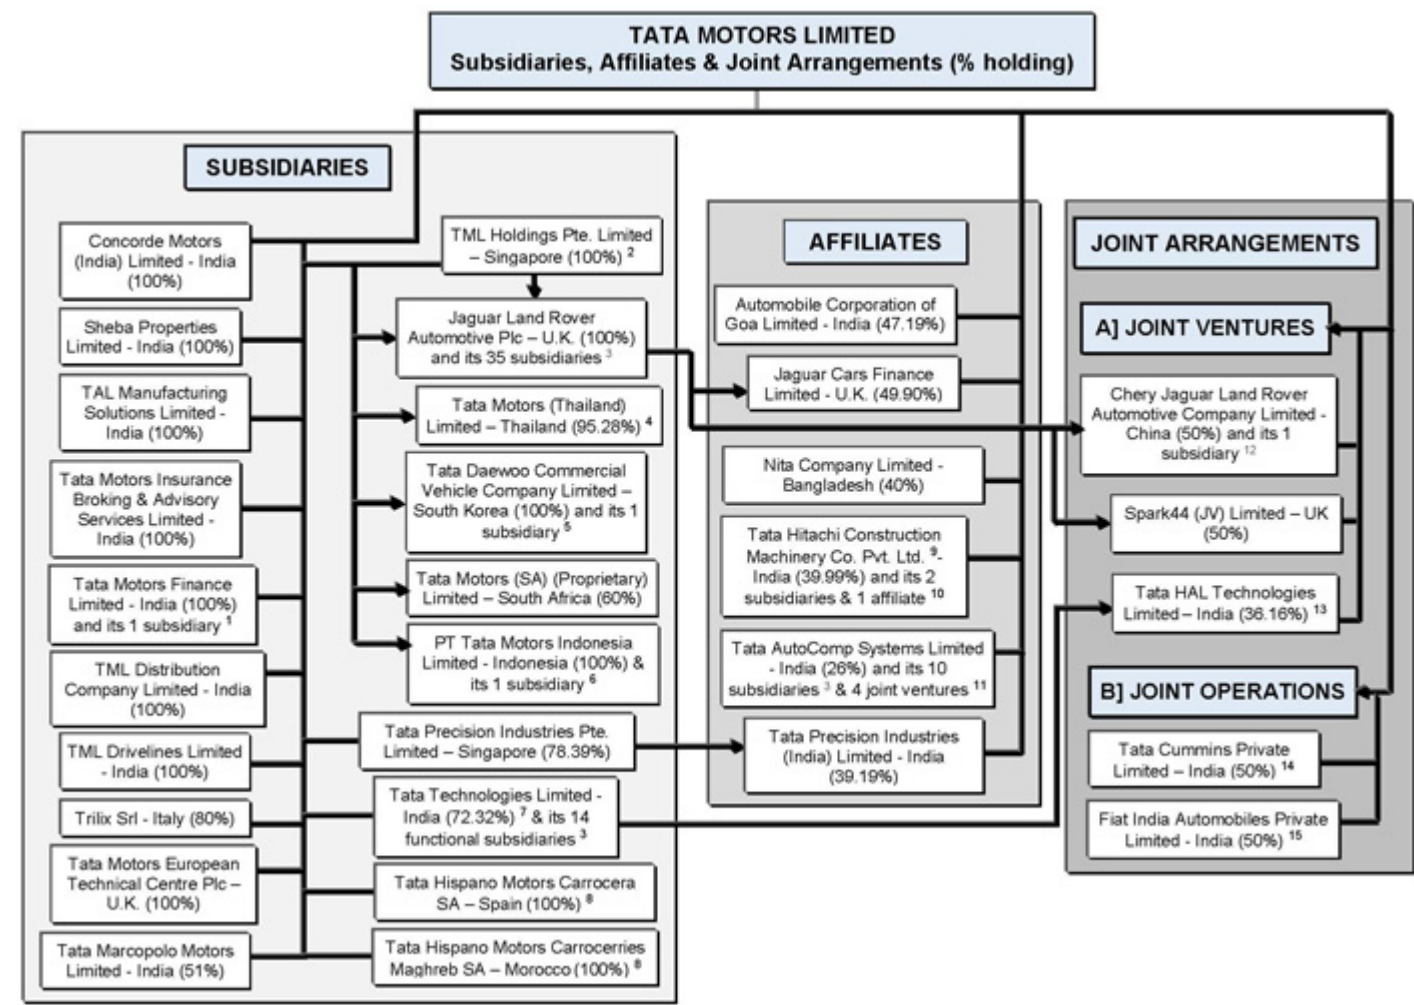 TATA MOTORS LIMITED
Subsidiaries, Affiliates & Joint Arrangements (% holding)
SUBSIDIARIES
Concorde Motors
(India) Limited - India
(100%)
Sheba Properties
Limited - India (100%)
TAL Manufacturing
Solutions Limited -
India (100%)
Tata Motors Insurance
Broking & Advisory
Services Limited -
India (100%)
Tata Motors Finance
Limited - India (100%)
and its 1 subsidiary 1
TML Distribution
Company Limited - India
(100%)
TML Drivelines Limited
- India (100%)
Trilix Srl - Italy (80%)
Tata Motors European
Technical Centre Plc –
U.K. (100%)
Tata Marcopolo Motors
Limited - India (51%)
TML Holdings Pte. Limited
– Singapore (100%) 2
Jaguar Land Rover
Automotive Plc – U.K. (100%)
and its 35 subsidiaries 3
Tata Motors (Thailand)
Limited – Thailand (95.28%) 4
Tata Daewoo Commercial
Vehicle Company Limited –
South Korea (100%) and its 1
subsidiary 5
Tata Motors (SA) (Proprietary)
Limited – South Africa (60%)
PT Tata Motors Indonesia
Limited - Indonesia (100%) &
its 1 subsidiary 6
Tata Precision Industries Pte.
Limited – Singapore (78.39%)
Tata Technologies Limited -
India (72.32%) 7 & its 14
functional subsidiaries 3
Tata Hispano Motors Carrocera
SA – Spain (100%) 8
Tata Hispano Motors Carrocerries
Maghreb SA – Morocco (100%) 8
AFFILIATES
Automobile Corporation of
Goa Limited - India (47.19%)
Jaguar Cars Finance
Limited - U.K. (49.90%)
Nita Company Limited -
Bangladesh (40%)
Tata Hitachi Construction
Machinery Co. Pvt. Ltd. 9-
India (39.99%) and its 2
subsidiaries & 1 affiliate 10
Tata AutoComp Systems Limited
- India (26%) and its 10
subsidiaries 3 & 4 joint ventures 11
Tata Precision Industries
(India) Limited - India
(39.19%)
JOINT ARRANGEMENTS
A] JOINT VENTURES
Chery Jaguar Land Rover
Automotive Company Limited -
China (50%) and its 1
subsidiary 12
Spark44 (JV) Limited – UK
(50%)
Tata HAL Technologies
Limited – India (36.16%) 13
B] JOINT OPERATIONS
Tata Cummins Private
Limited – India (50%) 14
Fiat India Automobiles Private
Limited - India (50%) 15